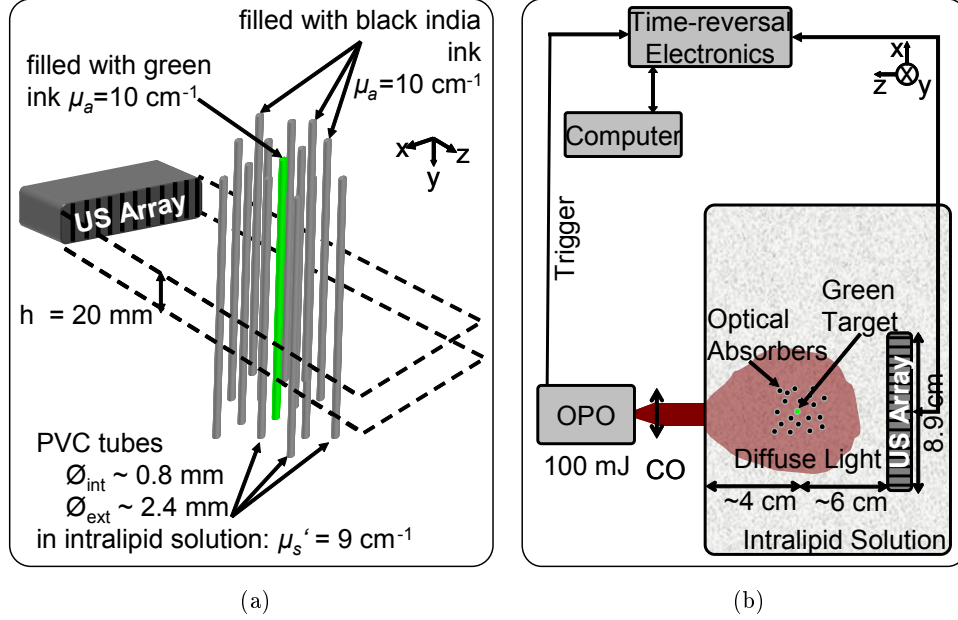 (a)
filled with black india
ink
μa=10 cm-1
filled with green
ink μa=10 cm-1
x
z
y
US Array
h = 20 mm
PVC tubes
Øint ~ 0.8 mm
Øext ~ 2.4 mm
in intralipid solution: μs‘ = 9 cm-1
(a)
(b)
Time-reversal
Electronics
x
z
y
Computer
Trigger
Green
Target
Optical
Absorbers
OPO
US Array
8.9 cm
100 mJ
CO
Diffuse Light
~4 cm
~6 cm
Intralipid Solution
(b)